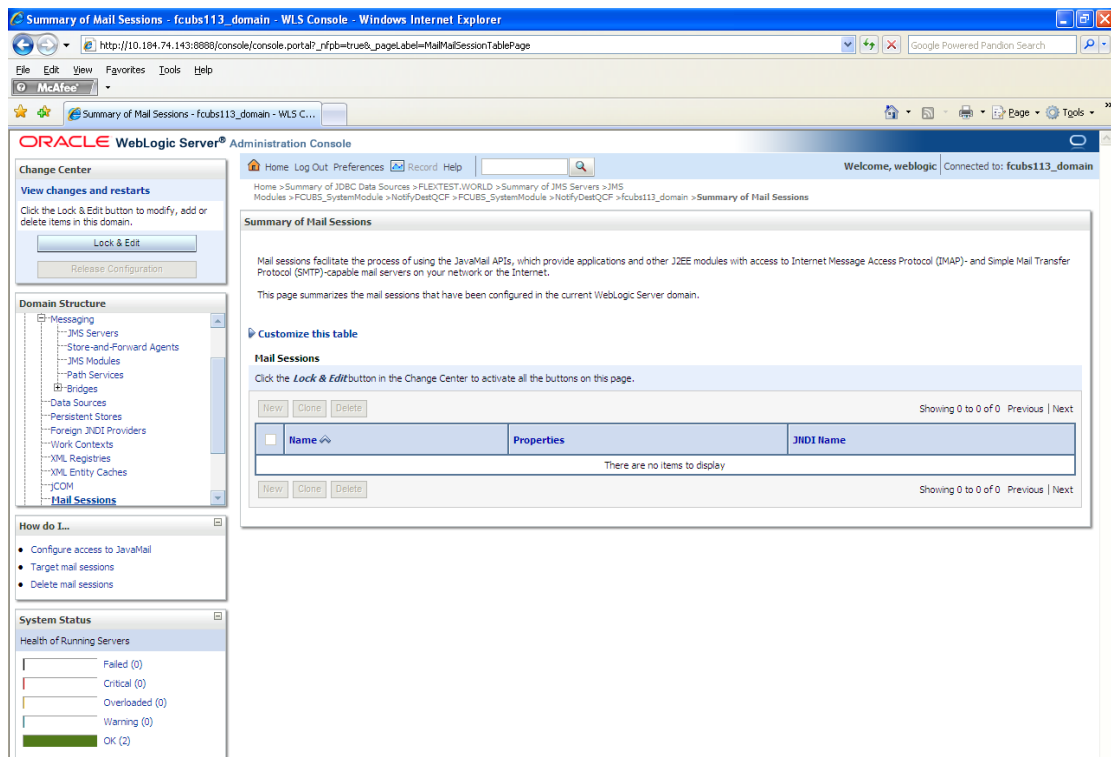 Summary of Mail Sessions - fcubs113_domain - WLS Console - Windows Internet Explorer
http://10.184.74.143:8888/console/console.portal?_nfpb=true&_pageLabel=MailMailSessionTablePage
Google Powered Pandion Search
File Edit View Favorites Tools Help
McAfee
Summary of Mail Sessions - fcubs113_domain - WLS C...
Page Tools
ORACLE WebLogic Server® Administration Console
Change Center
View changes and restarts
Click the Lock & Edit button to modify, add or
delete items in this domain.
Lock & Edit
Release Configuration
Domain Structure
Messaging
JMS Servers
Store-and-Forward Agents
JMS Modules
Path Services
Bridges
Data Sources
Persistent Stores
Foreign JNDI Providers
Work Contexts
XML Registries
XML Entity Caches
jCOM
Mail Sessions
How do I...
Configure access to JavaMail
Target mail sessions
Delete mail sessions
System Status
Health of Running Servers
Failed (0)
Critical (0)
Overloaded (0)
Warning (0)
OK (2)
Home Log Out Preferences Record Help
Welcome, weblogic Connected to: fcubs113_domain
Home >Summary of JDBC Data Sources >FLEXTEST.WORLD >Summary of JMS Servers >JMS
Modules >FCUBS_SystemModule >NotifyDestQCF >FCUBS_SystemModule >NotifyDestQCF >fcubs113_domain >Summary of Mail Sessions
Summary of Mail Sessions
Mail sessions facilitate the process of using the JavaMail APIs, which provide applications and other J2EE modules with access to Internet Message Access Protocol (IMAP)- and Simple Mail Transfer
Protocol (SMTP)-capable mail servers on your network or the Internet.
This page summarizes the mail sessions that have been configured in the current WebLogic Server domain.
Customize this table
Mail Sessions
Click the Lock & Edit button in the Change Center to activate all the buttons on this page.
New Clone Delete
Showing 0 to 0 of 0 Previous | Next
Name Properties JNDI Name
There are no items to display
New Clone Delete
Showing 0 to 0 of 0 Previous | Next